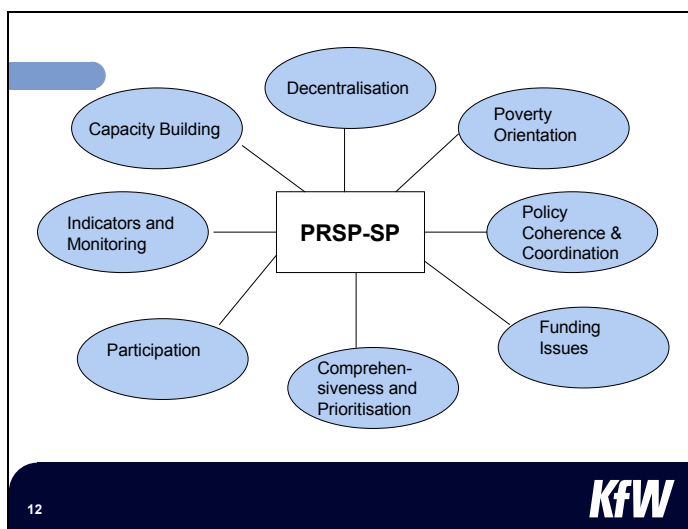 Decentralisation
Capacity Building
Poverty
Orientation
Indicators and
Monitoring
PRSP-SP
Policy
Coherence &
Coordination
Participation
Comprehen-
siveness and
Prioritisation
Funding
Issues
12
KfW